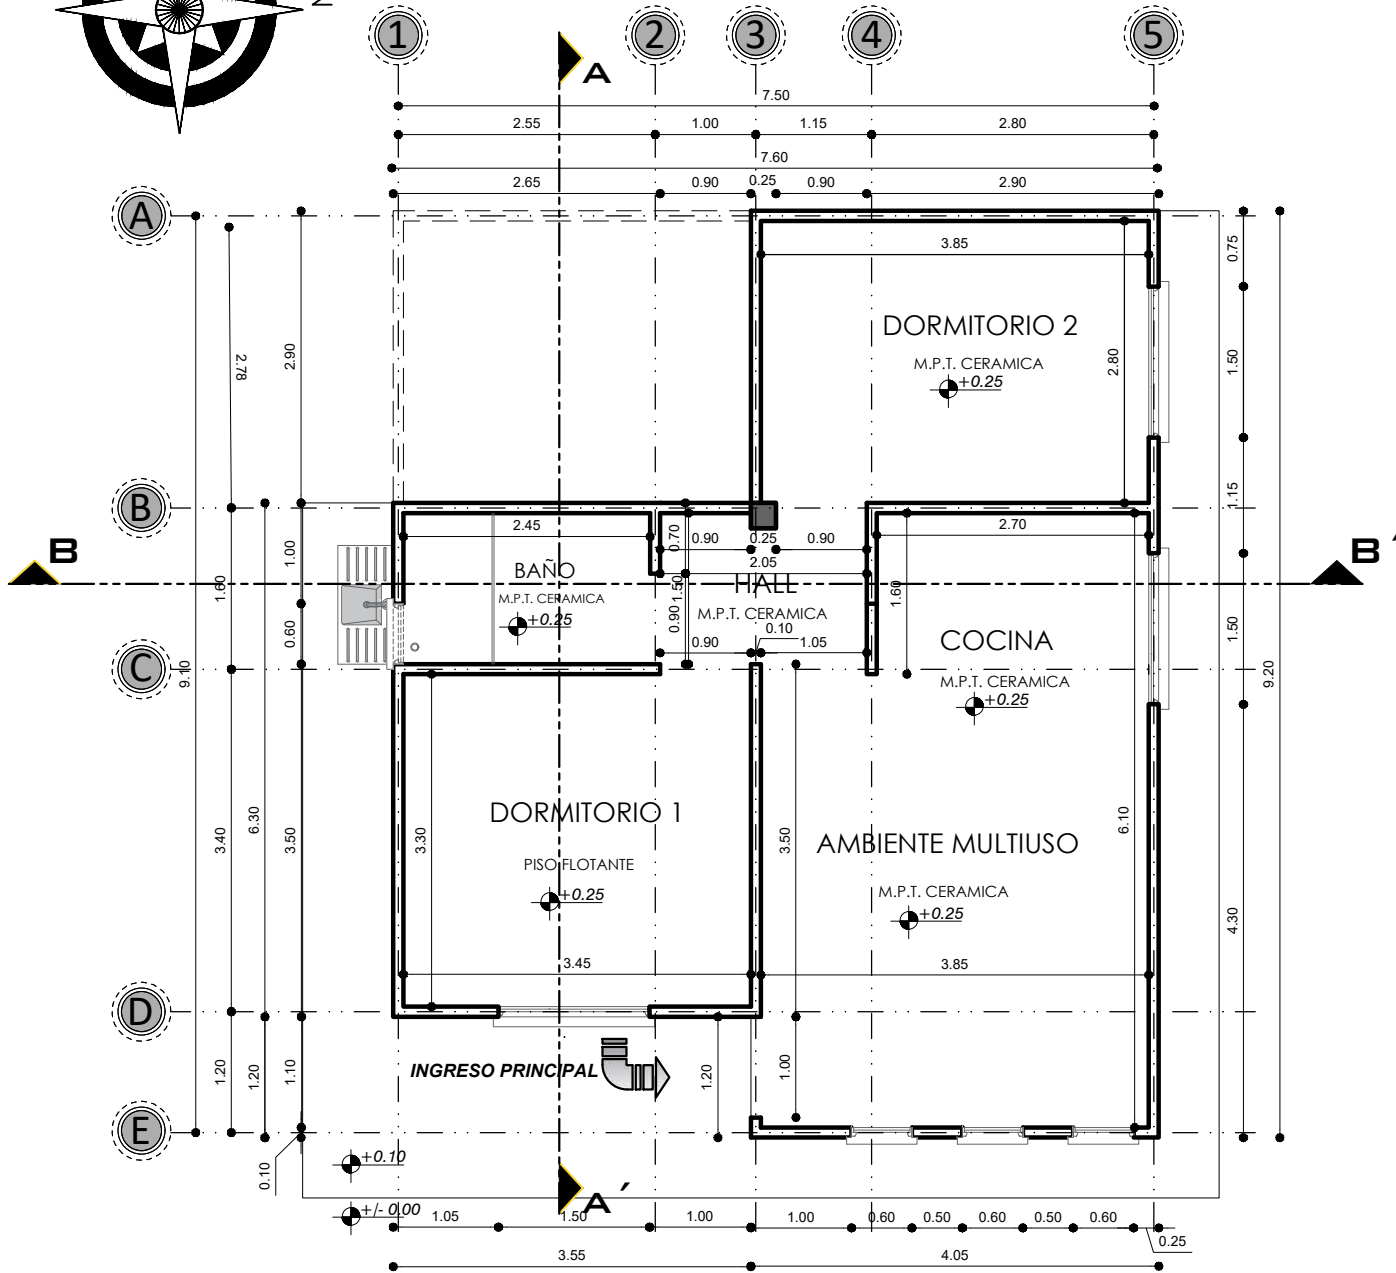 N
1 2 3 4 5
A
7.50
2.55 1.00 1.15 2.80
7.60
2.65 0.90 0.25 0.90 2.90
A
3.85
0.75
DORMITORIO 2
M.P.T. CERAMICA
+0.25
2.90
2.78
2.80
1.50
B
2.45
0.70
0.90 0.25 0.90
2.70
1.15
2.05
B
B ´
1.00
1.60
BAÑO
M.P.T. CERAMICA
+0.25
1.50
HALL
M.P.T. CERAMICA
1.60
0.60
0.90
0.10
0.90
1.05
COCINA
M.P.T. CERAMICA
+0.25
1.50
C
9.10
9.20
DORMITORIO 1
PISO FLOTANTE
+0.25
3.40
6.30
3.50
3.30
3.50
AMBIENTE MULTIUSO
M.P.T. CERAMICA
+0.25
6.10
4.30
3.45
3.85
D
1.20
1.20
1.10
INGRESO PRINCIPAL
1.20
1.00
E
0.10
+0.10
+/- 0.00
A ´
1.05 1.50 1.00 1.00 0.60 0.50 0.60 0.50 0.60
0.25
3.55 4.05